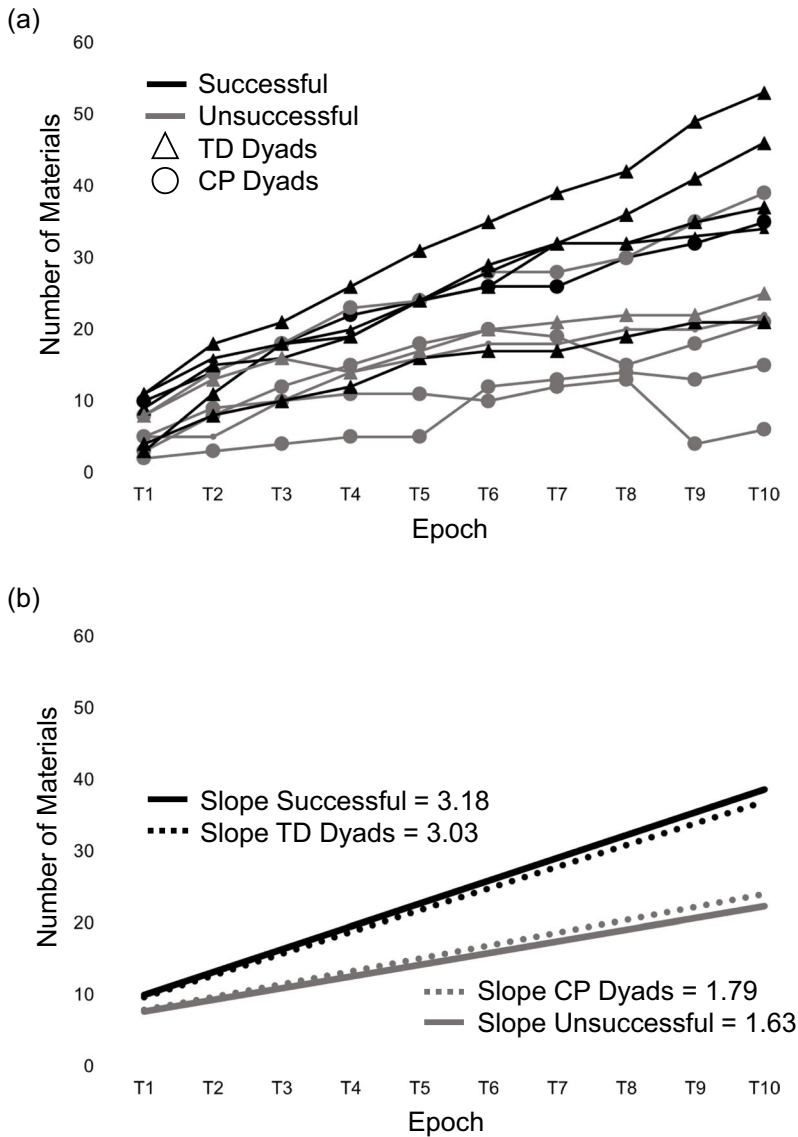 (a)
60
50
40
30
20
10
0
Number of Materials
Successful
Unsuccessful
TD Dyads
CP Dyads
T1 T2 T3 T4 T5 T6 T7 T8 T9 T10
Epoch
(b)
60
50
40
30
20
10
0
Number of Materials
Slope Successful = 3.18
Slope TD Dyads = 3.03
Slope CP Dyads = 1.79
Slope Unsuccessful = 1.63
T1 T2 T3 T4 T5 T6 T7 T8 T9 T10
Epoch